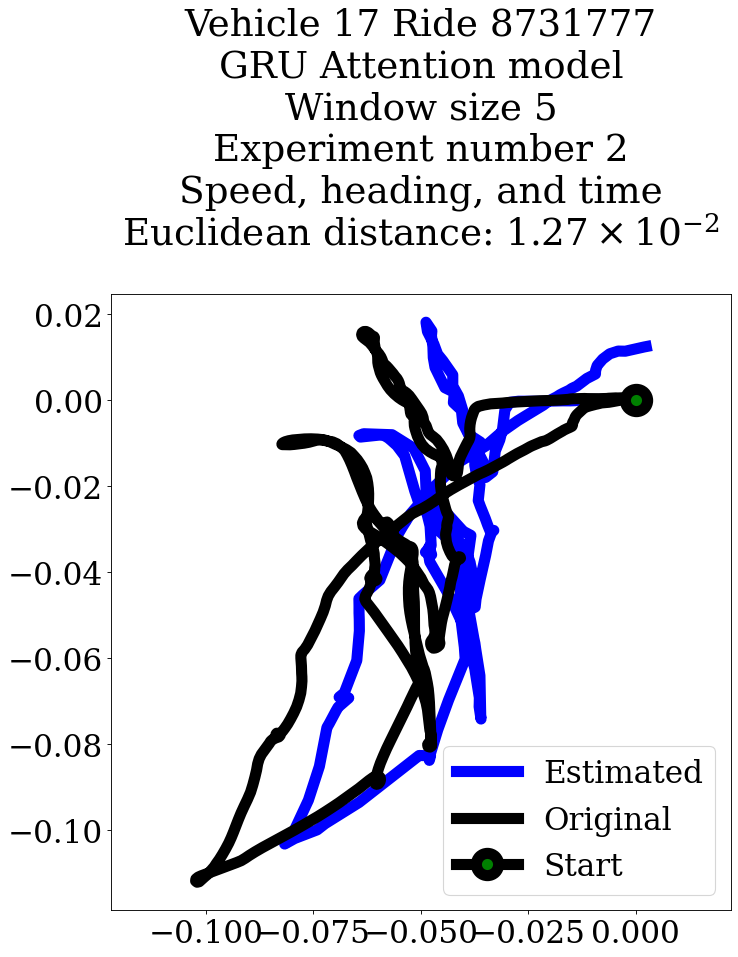 Vehicle 17 Ride 8731777
GRU Attention model
Window size 5
Experiment number 2
Speed, heading, and time
Euclidean distance: 1.27 × 10⁻²
0.02
0.00
−0.02
−0.04
−0.06
−0.08
−0.10
Estimated
Original
Start
−0.100 −0.075 −0.050 −0.025 0.000